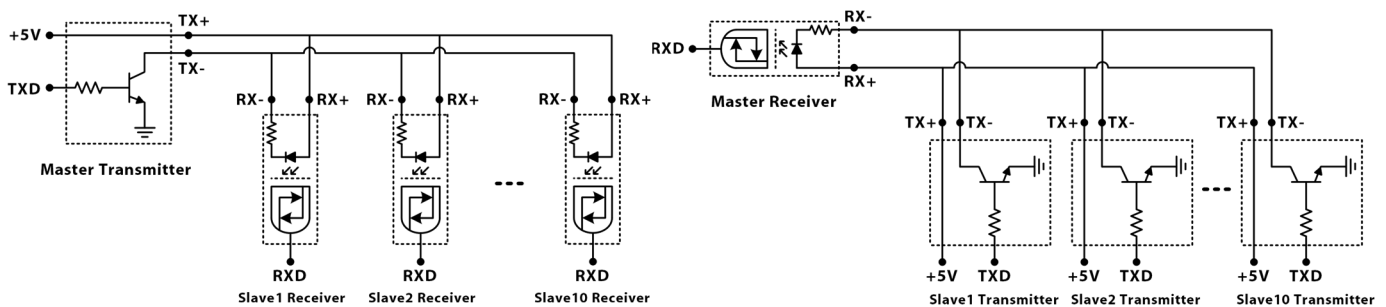 TX+
+5V
TX-
TXD
Master Transmitter
RX- RX+ RX- RX+ RX- RX+
RXD RXD RXD
Slave1 Receiver Slave2 Receiver Slave10 Receiver
RX-
RXD
RX+
Master Receiver
TX+ TX- TX+ TX- TX+ TX-
+5V TXD +5V TXD +5V TXD
Slave1 Transmitter Slave2 Transmitter Slave10 Transmitter